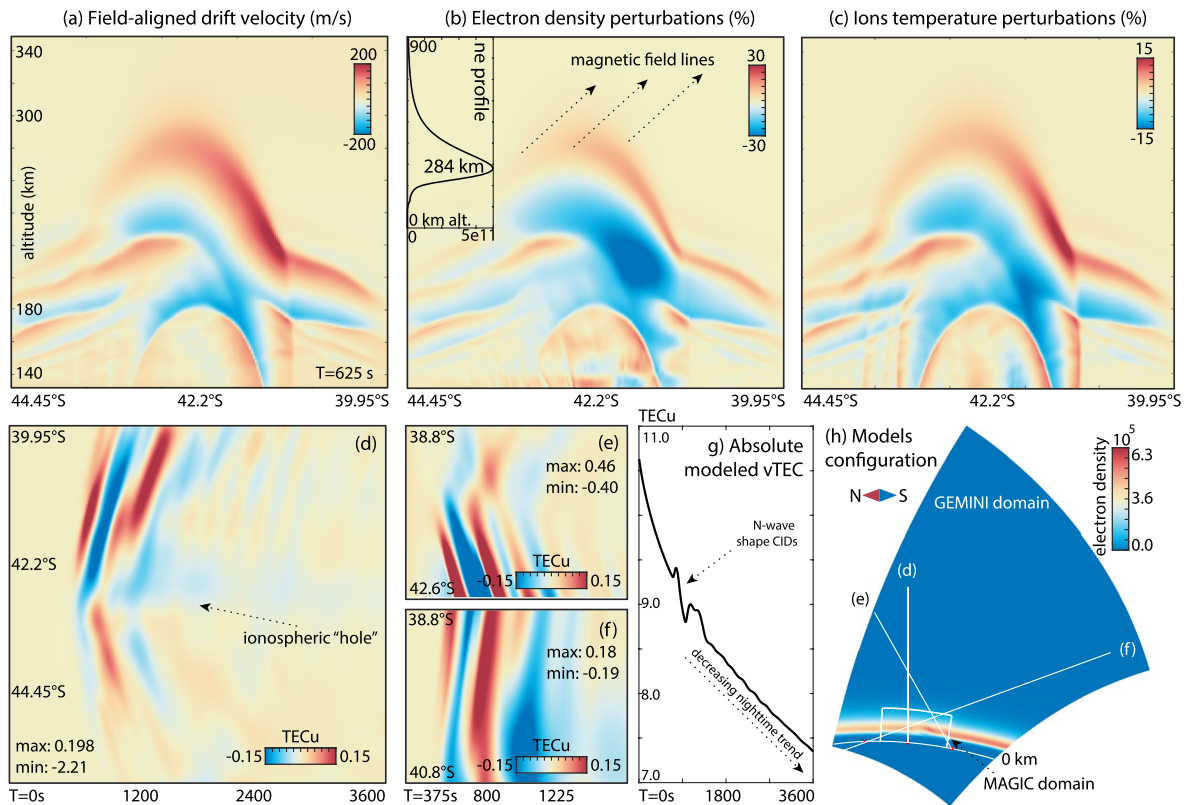 (a) Field-aligned drift velocity (m/s)
340
300
180
140
altitude (km)
200
-200
T=625 s
44.45°S
42.2°S
39.95°S
(b) Electron density perturbations (%)
900
ne profile
284 km
0 km alt.
0
5e11
magnetic field lines
30
-30
44.45°S
42.2°S
39.95°S
(c) Ions temperature perturbations (%)
15
-15
44.45°S
42.2°S
39.95°S
39.95°S
(d)
42.2°S
ionospheric “hole”
44.45°S
max: 0.198
min: -2.21
TECu
-0.15
0.15
T=0s
1200
2400
3600
38.8°S
(e)
max: 0.46
min: -0.40
TECu
-0.15
0.15
42.6°S
38.8°S
(f)
max: 0.18
min: -0.19
TECu
-0.15
0.15
40.8°S
T=375s
800
1225
TECu
11.0
g) Absolute
modeled vTEC
N-wave
shape CIDs
9.0
decreasing nighttime trend
8.0
7.0
T=0s
1800
3600
(h) Models
configuration
N
S
GEMINI domain
electron density
10⁵
6.3
3.6
0.0
(d)
(e)
(f)
0 km
MAGIC domain